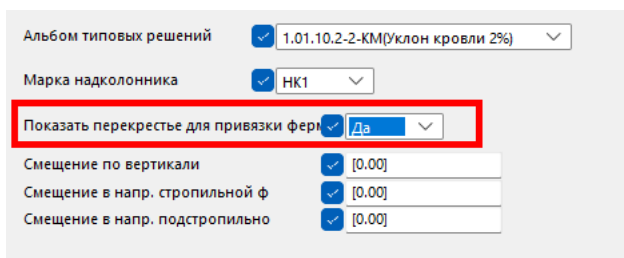 Альбом типовых решений 1.01.10.2-2-КМ(Уклон кровли 2%)
Марка надколонника НК1
Показать перекрестье для привязки ферм Да
Смещение по вертикали [0.00]
Смещение в напр. стропильной ф [0.00]
Смещение в напр. подстропильно [0.00]